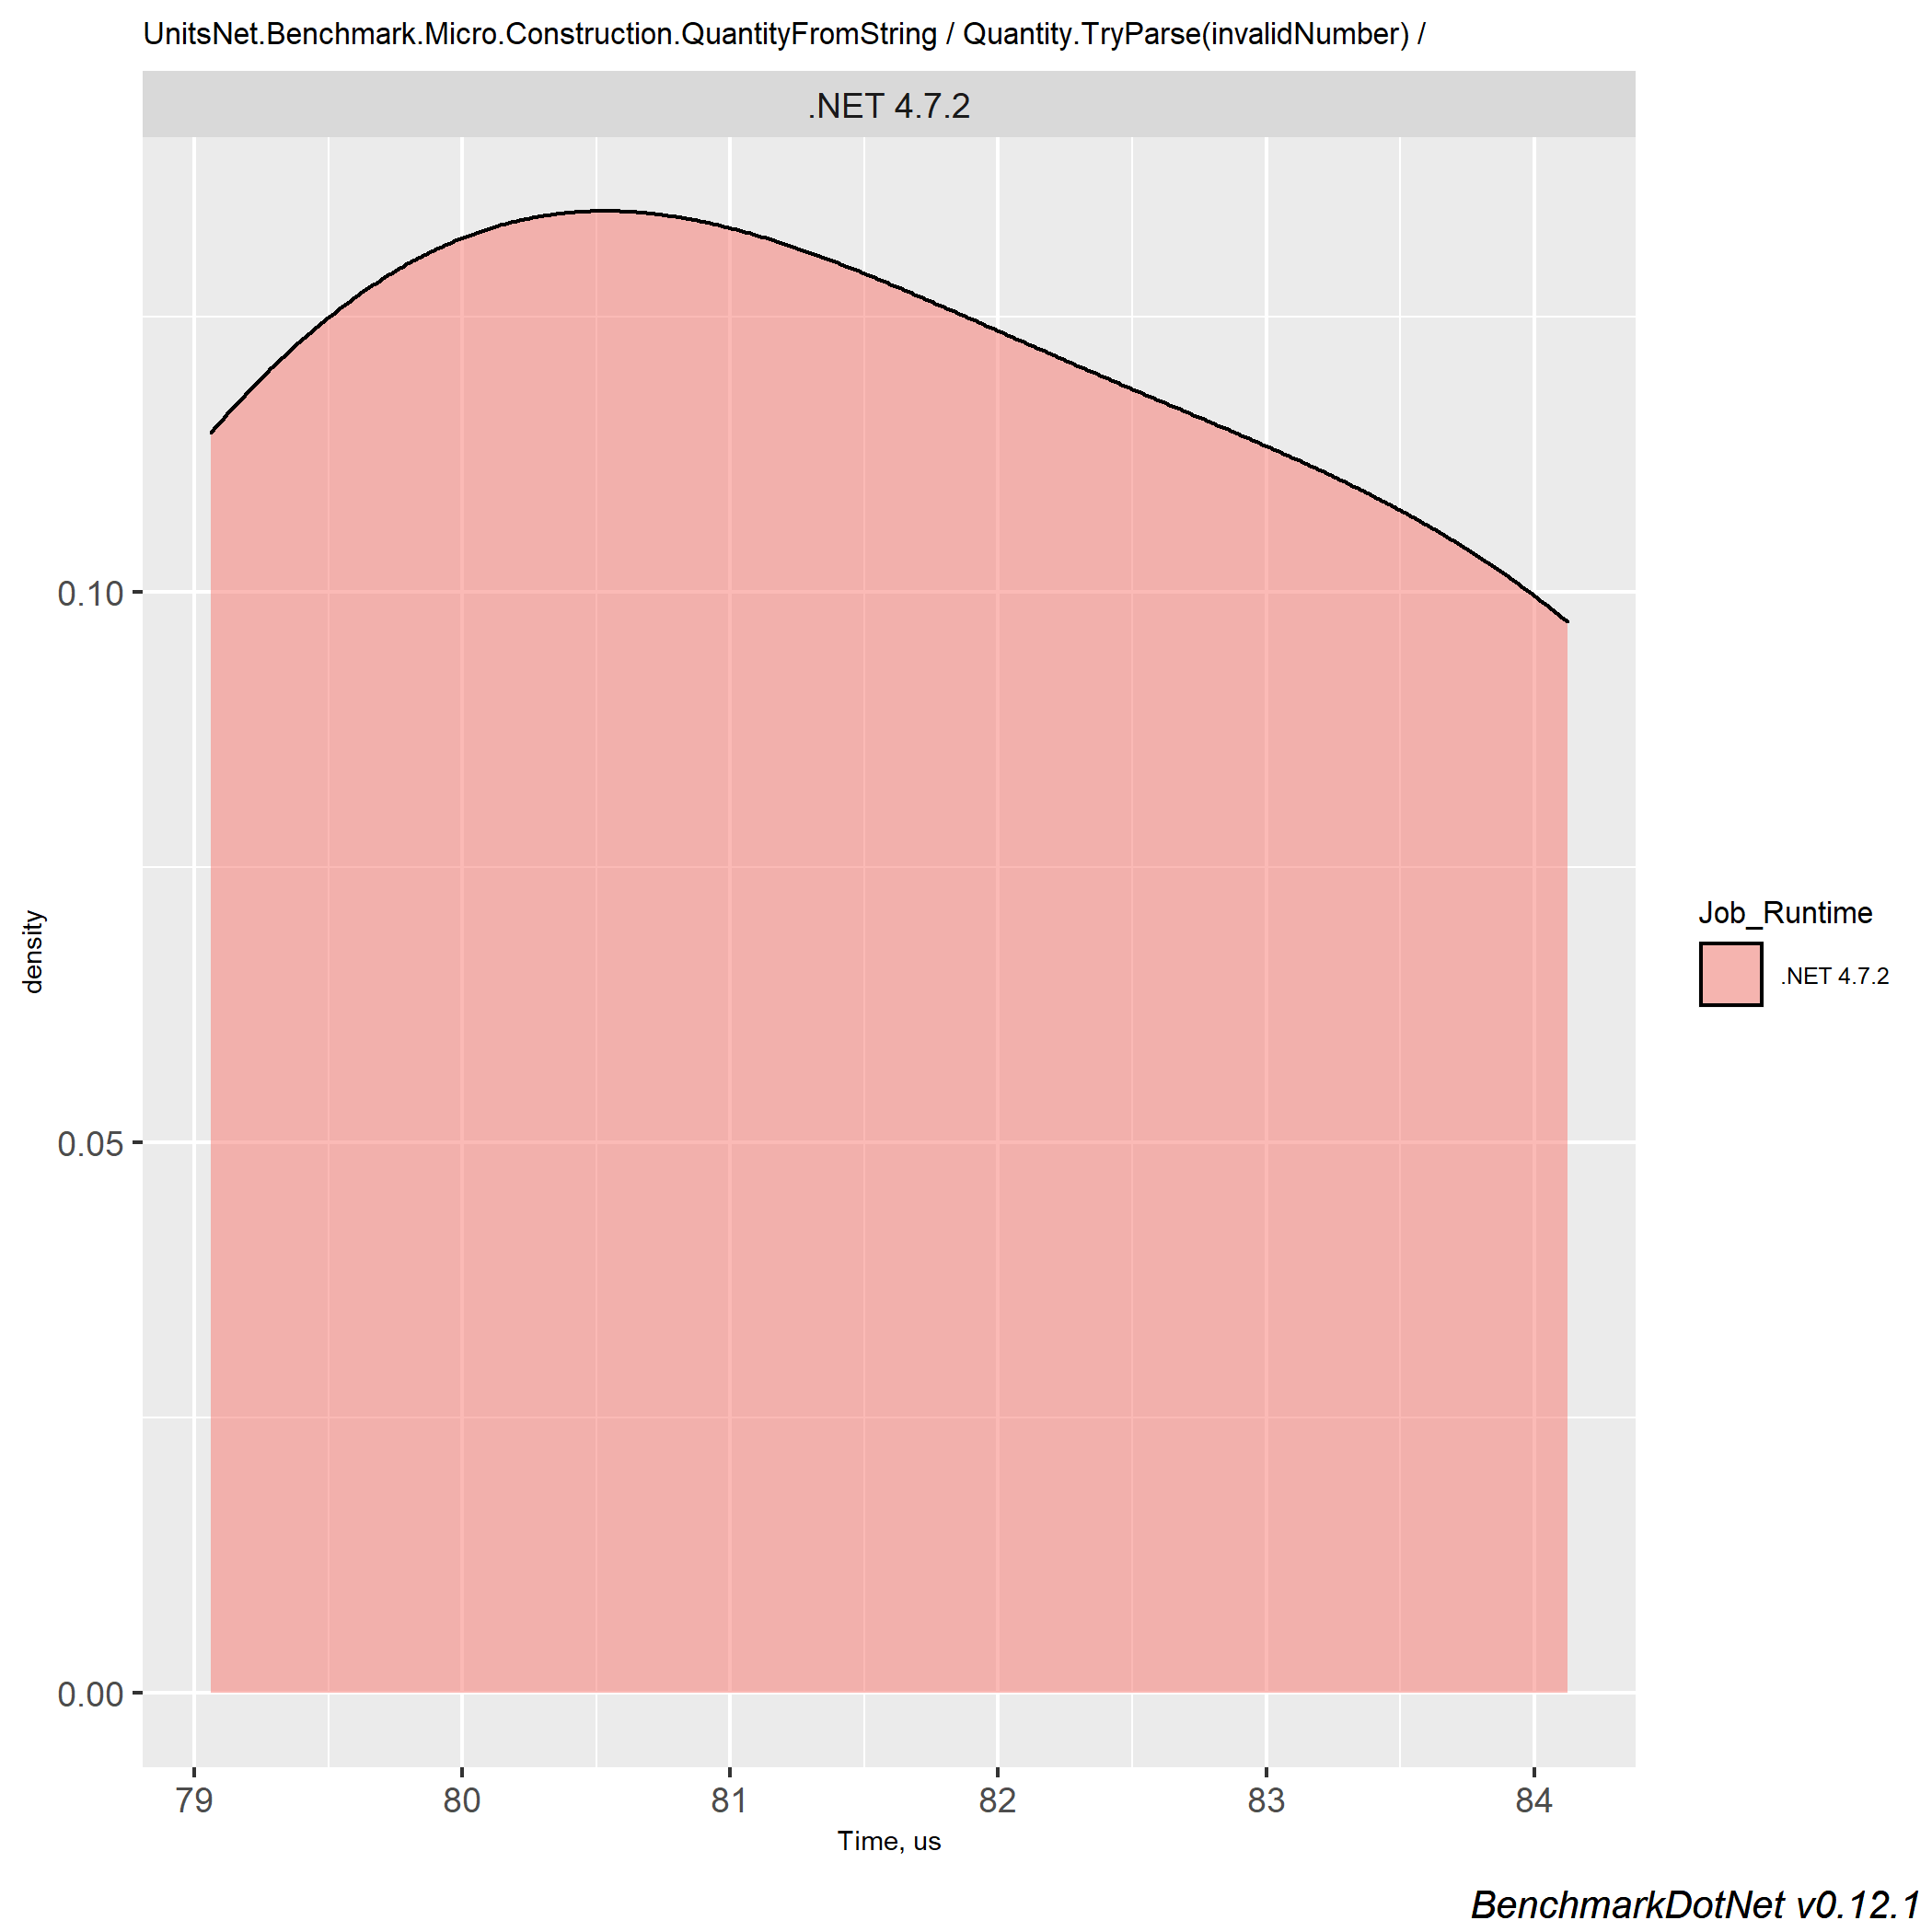 UnitsNet.Benchmark.Micro.Construction.QuantityFromString / Quantity.TryParse(invalidNumber) /
.NET 4.7.2
0.10
0.05
0.00
density
79 80 81 82 83 84
Time, us
Job_Runtime
.NET 4.7.2
BenchmarkDotNet v0.12.1